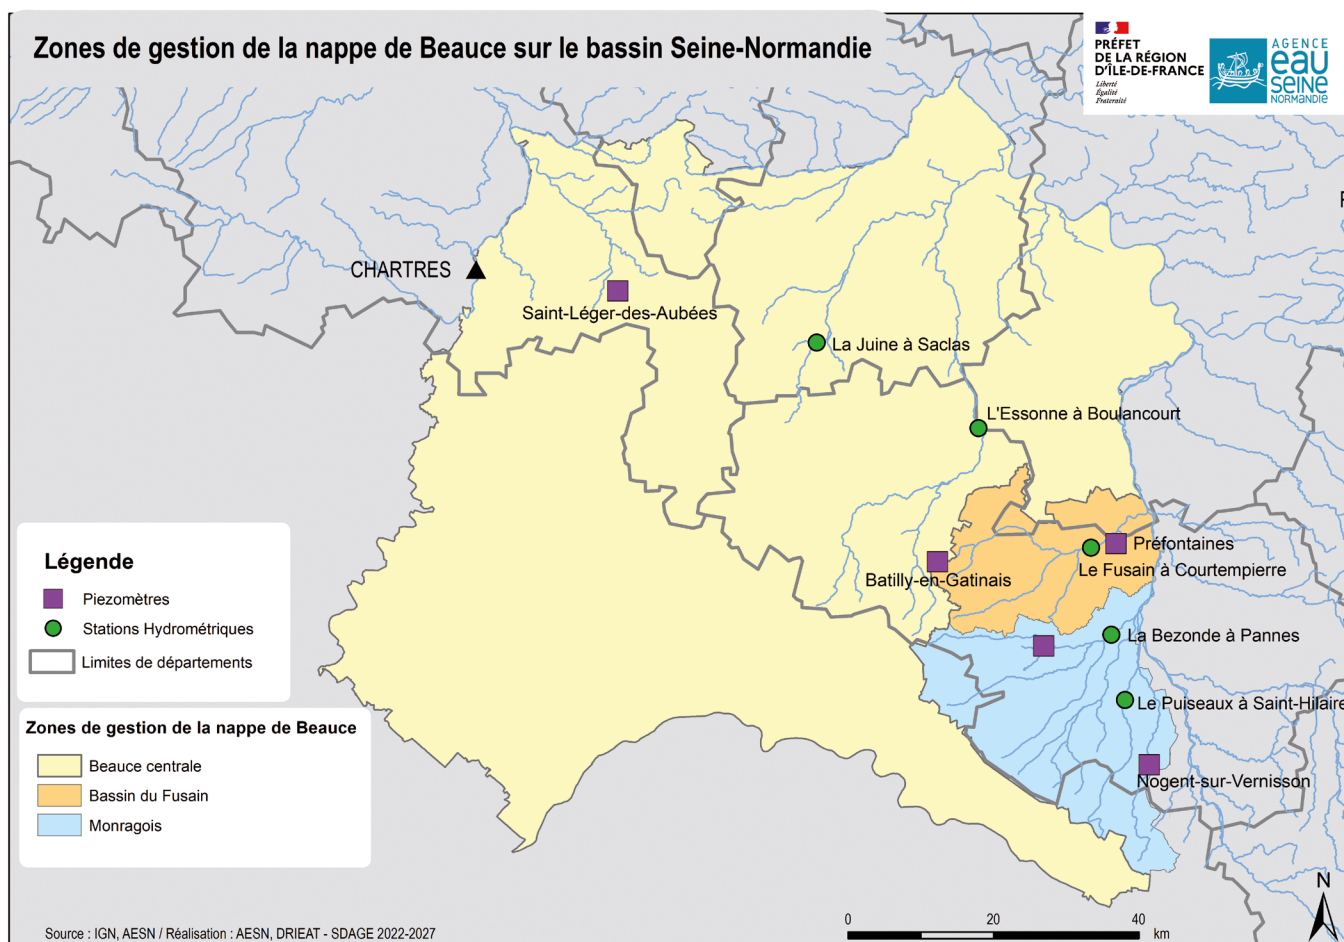 Zones de gestion de la nappe de Beauce sur le bassin Seine-Normandie
PRÉFET
DE LA RÉGION
D'ÎLE-DE-FRANCE
Liberté
Égalité
Fraternité
AGENCE
eau
SEINE
NORMANDIE
CHARTRES
Saint-Léger-des-Aubées
La Juine à Saclas
L'Essonne à Boulancourt
Préfontaines
Batilly-en-Gatinais
Le Fusain à Courtempierre
La Bezonde à Pannes
Le Puiseaux à Saint-Hilaire
Nogent-sur-Vernisson
Légende
Piezomètres
Stations Hydrométriques
Limites de départements
Zones de gestion de la nappe de Beauce
Beauce centrale
Bassin du Fusain
Monragois
N
0 20 40
km
Source : IGN, AESN / Réalisation : AESN, DRIEAT - SDAGE 2022-2027